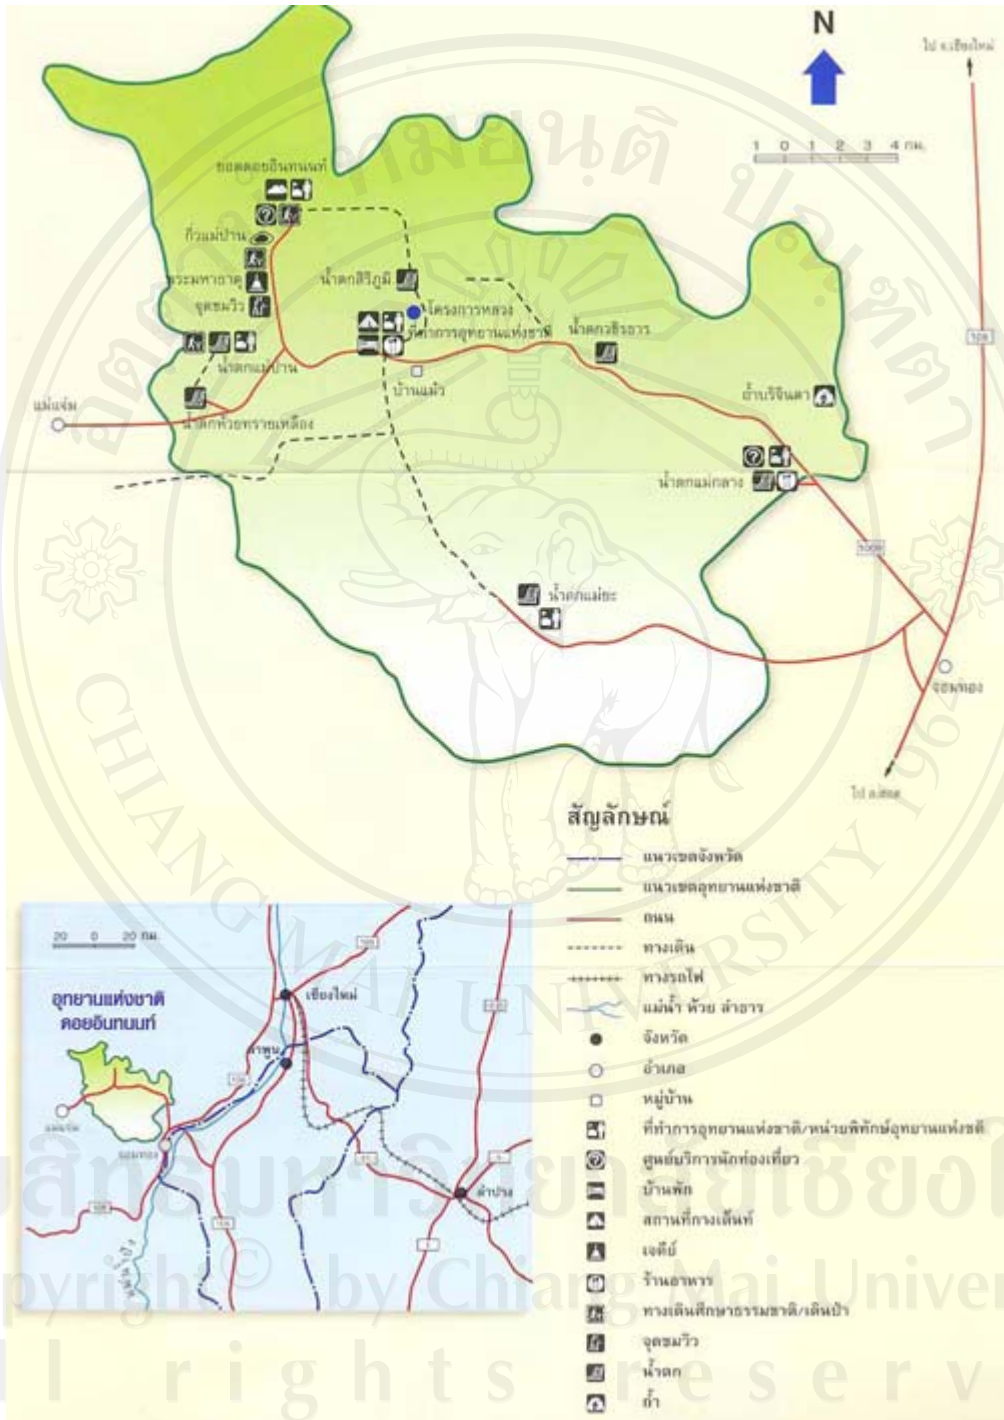 N
ไป จ.เชียงใหม่
1 0 1 2 3 4 กม.
ยอดดอยอินทนนท์
กิ่วแม่ปาน
พระมหาธาตุ
จุดชมวิว
น้ำตกสิริภูมิ
โครงการหลวง
ที่ทำการอุทยานแห่งชาติ
น้ำตกวชิรธาร
น้ำตกแม่ปาน
บ้านแม้ว
ถ้ำบริจินดา
108
แม่แจ่ม
น้ำตกห้วยทรายเหลือง
น้ำตกแม่กลาง
1009
น้ำตกแม่ยะ
จอมทอง
ไป อ.ฮอด
สัญลักษณ์
แนวเขตจังหวัด
แนวเขตอุทยานแห่งชาติ
ถนน
ทางเดิน
ทางรถไฟ
แม่น้ำ ห้วย ลำธาร
จังหวัด
อำเภอ
หมู่บ้าน
ที่ทำการอุทยานแห่งชาติ/หน่วยพิทักษ์อุทยานแห่งชติ
ศูนย์บริการนักท่องเที่ยว
บ้านพัก
สถานที่กางเต็นท์
เจดีย์
ร้านอาหาร
ทางเดินศึกษาธรรมชาติ/เดินป่า
จุดชมวิว
น้ำตก
ถ้ำ
20 0 20 กม.
อุทยานแห่งชาติ
ดอยอินทนนท์
เชียงใหม่
ลำพูน
แม่แจ่ม
จอมทอง
ลำปาง
108
แม่น้ำปิง
CHIANG MAI UNIVERSITY 1964
Copyright © by Chiang Mai Univer
l l r i g h t s r e s e r v